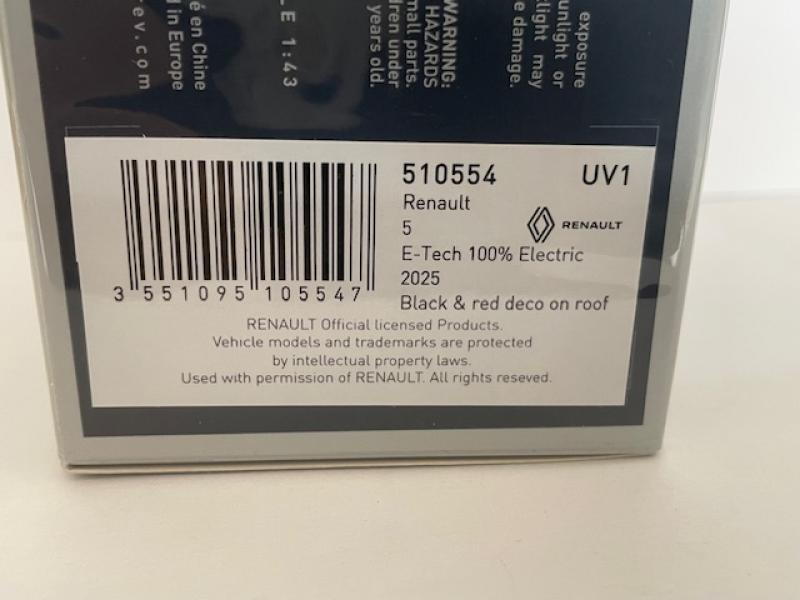 exposure
unlight or
light may
e damage.
WARNING:
HAZARDS
mall parts.
dren under
years old.
LE 1:43
é en Chine
d in Europe
ev.com
510554 UV1
Renault
5
RENAULT
E-Tech 100% Electric
2025
Black & red deco on roof
3 551095 105547
RENAULT Official licensed Products.
Vehicle models and trademarks are protected
by intellectual property laws.
Used with permission of RENAULT. All rights reseved.